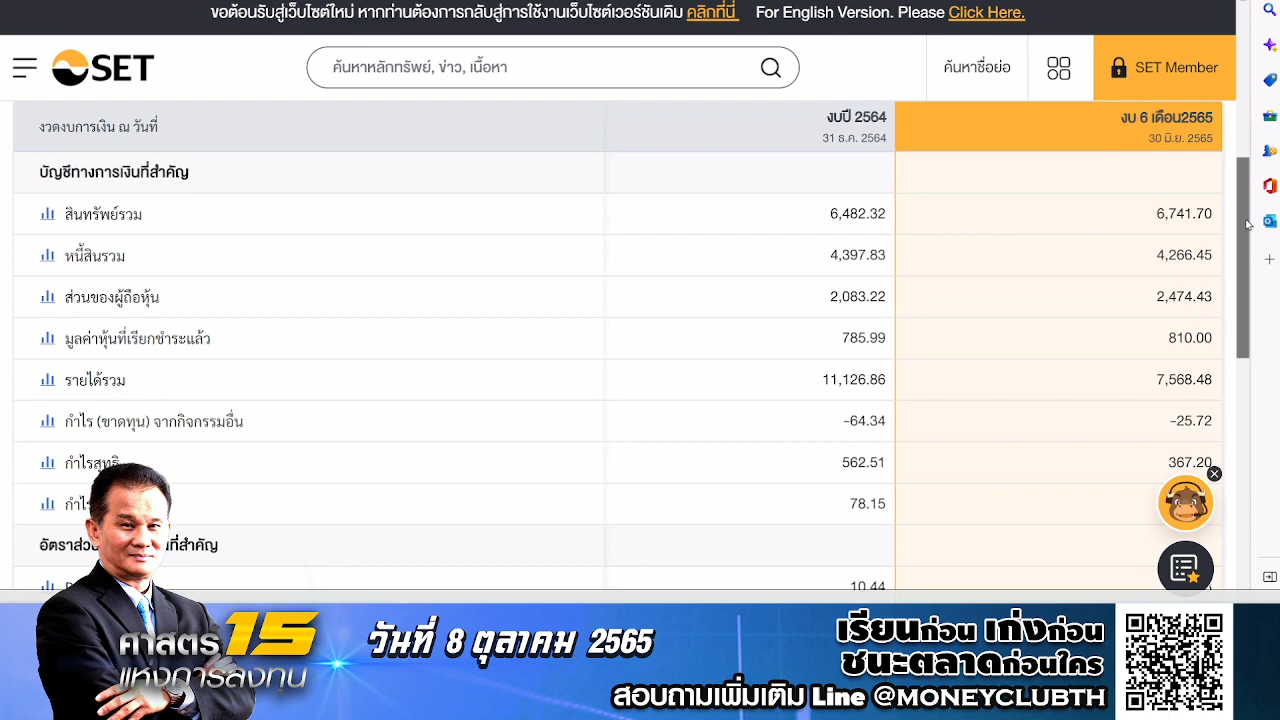 ขอต้อนรับสู่เว็บไซต์ใหม่ หากท่านต้องการกลับสู่การใช้งานเว็บไซต์เวอร์ชันเดิม คลิกที่นี่ For English Version. Please Click Here.
SET
ค้นหาหลักทรัพย์, ข่าว, เนื้อหา
ค้นหาชื่อย่อ
SET Member
งวดงบการเงิน ณ วันที่
งบปี 2564
31 ธ.ค. 2564
งบ 6 เดือน2565
30 มิ.ย. 2565
บัญชีทางการเงินที่สำคัญ
สินทรัพย์รวม 6,482.32 6,741.70
หนี้สินรวม 4,397.83 4,266.45
ส่วนของผู้ถือหุ้น 2,083.22 2,474.43
มูลค่าหุ้นที่เรียกชำระแล้ว 785.99 810.00
รายได้รวม 11,126.86 7,568.48
กำไร (ขาดทุน) จากกิจกรรมอื่น -64.34 -25.72
กำไรสุทธิ 562.51 367.20
78.15
ที่สำคัญ
10.44
ศาสตร์ 15
แห่งการลงทุน
วันที่ 8 ตุลาคม 2565
เรียนก่อน เก่งก่อน
ชนะตลาดก่อนใคร
สอบถามเพิ่มเติม Line @MONEYCLUBTH